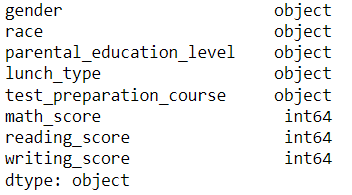 gender object
race object
parental_education_level object
lunch_type object
test_preparation_course object
math_score int64
reading_score int64
writing_score int64
dtype: object